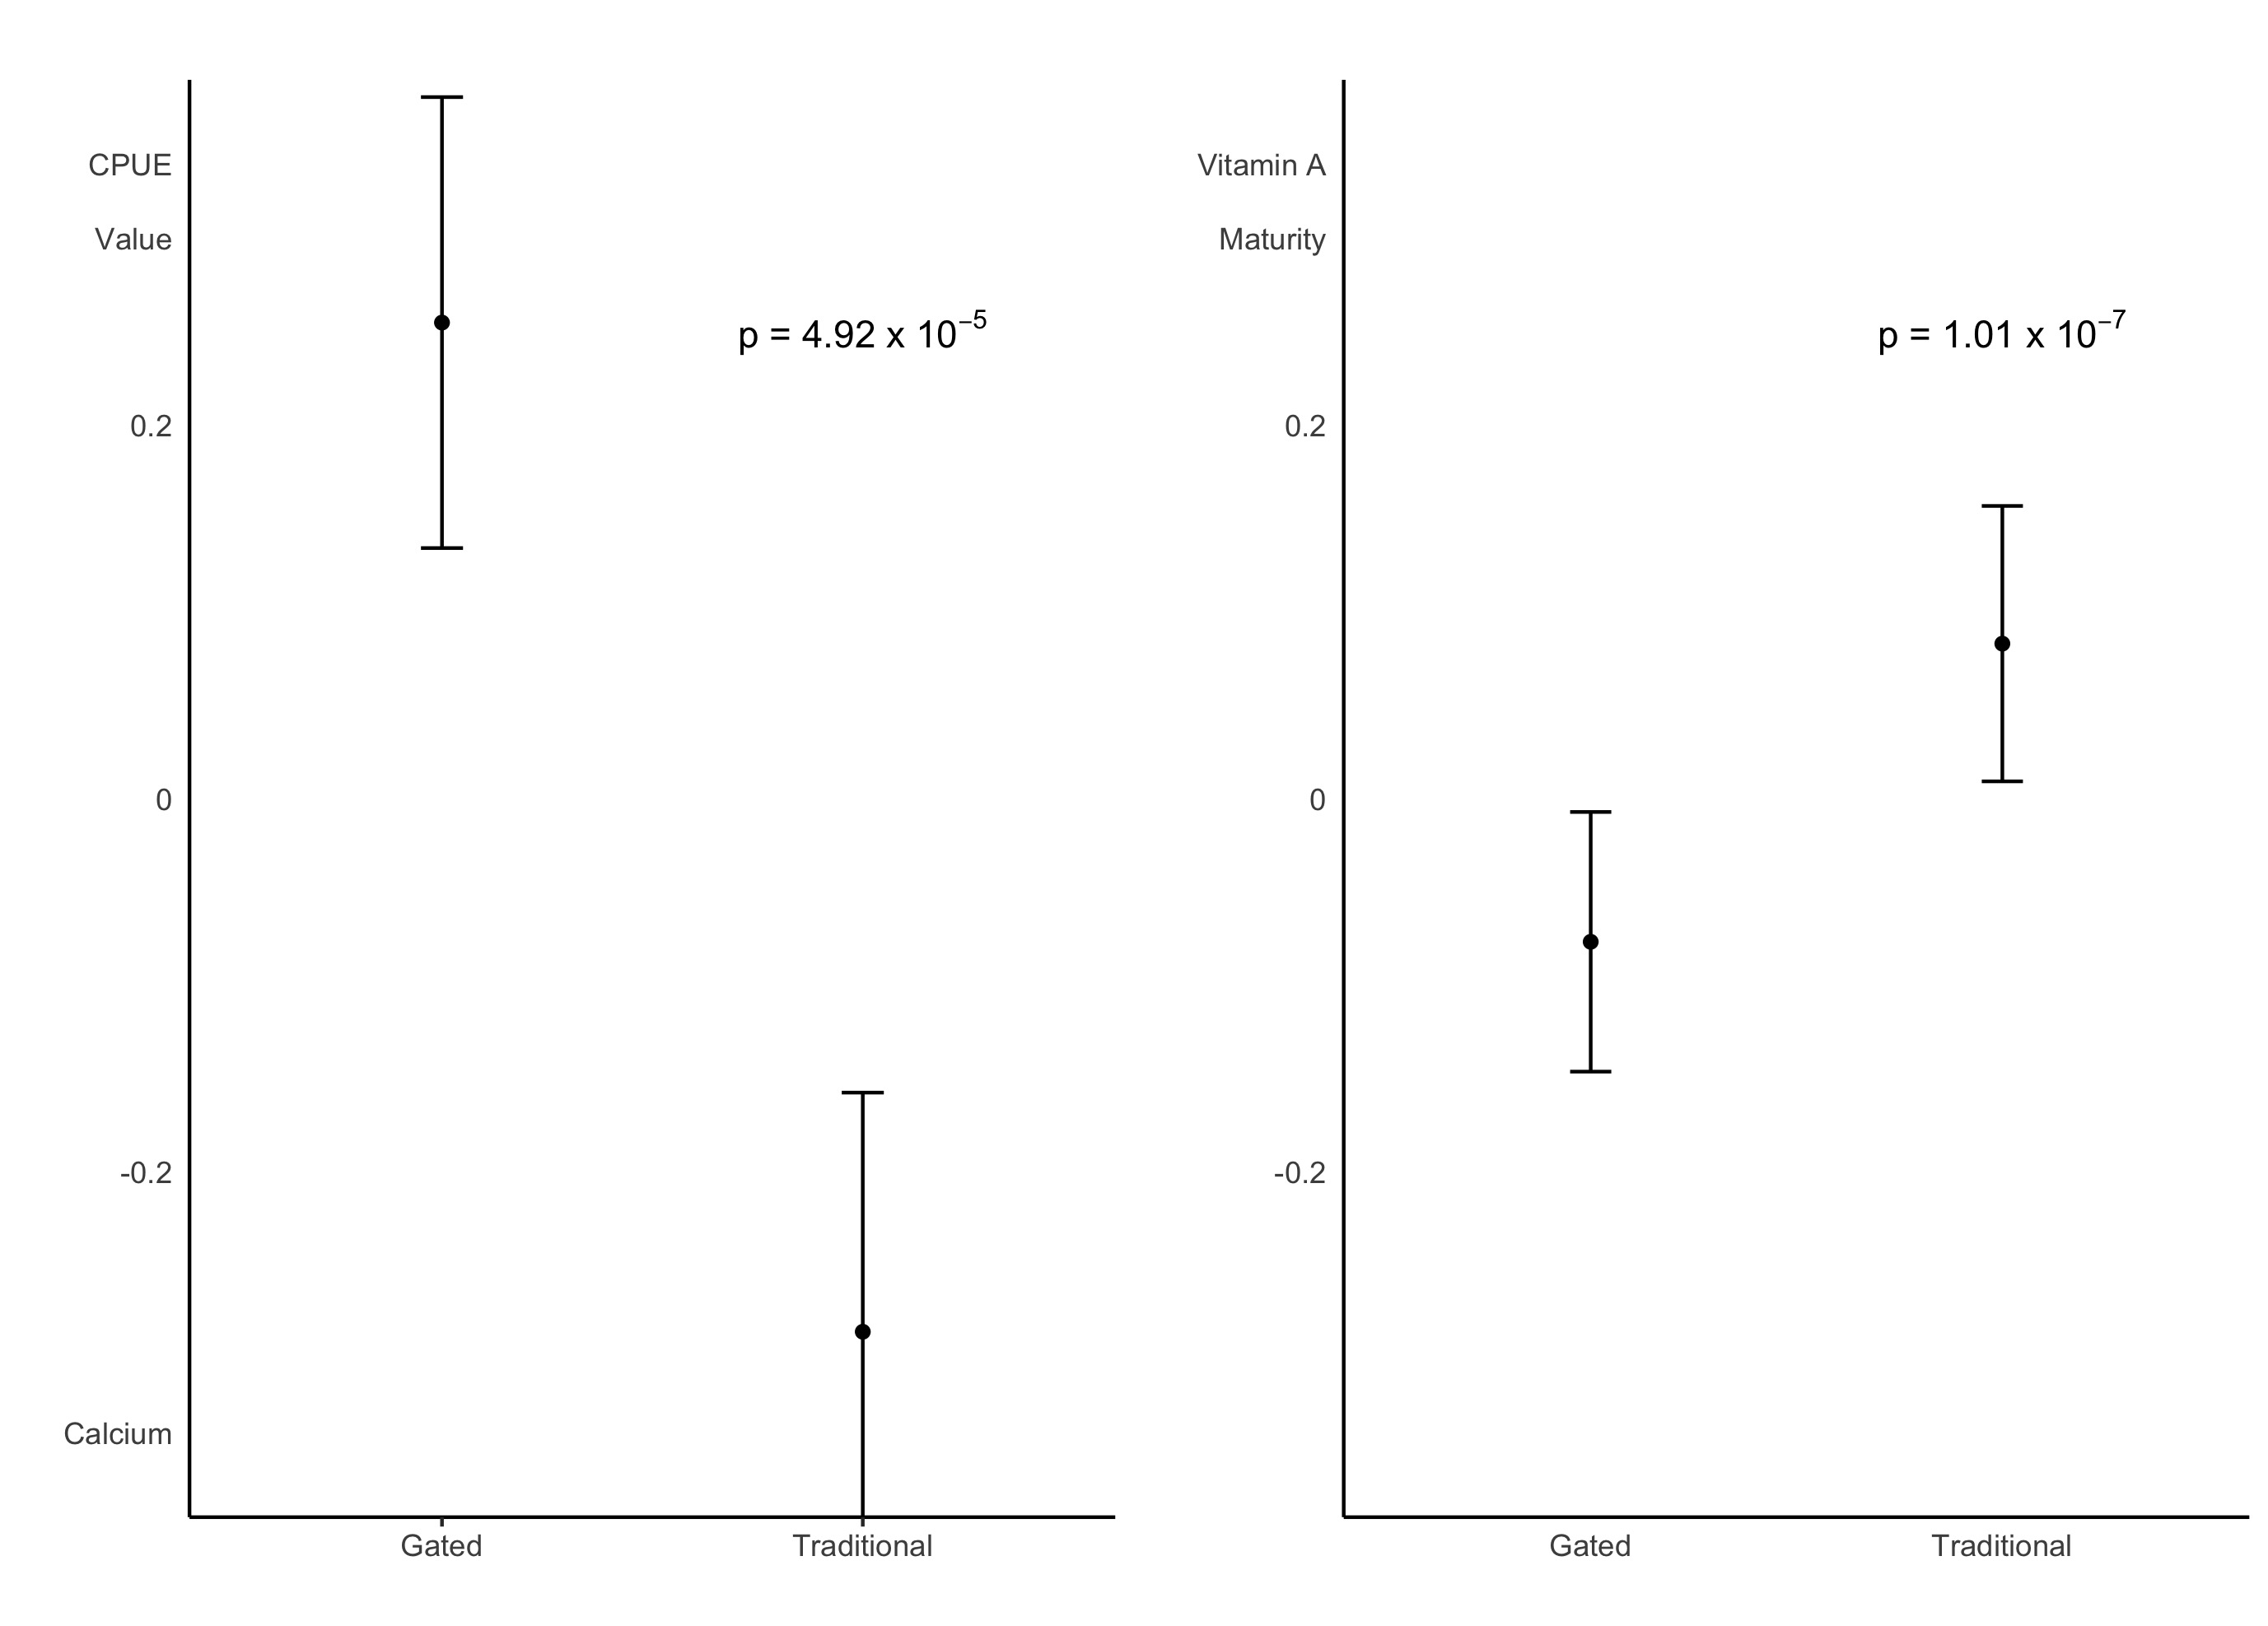 CPUE
Value
p = 4.92 x 10⁻⁵
0.2
0
-0.2
Calcium
Gated
Traditional
Vitamin A
Maturity
p = 1.01 x 10⁻⁷
0.2
0
-0.2
Gated
Traditional